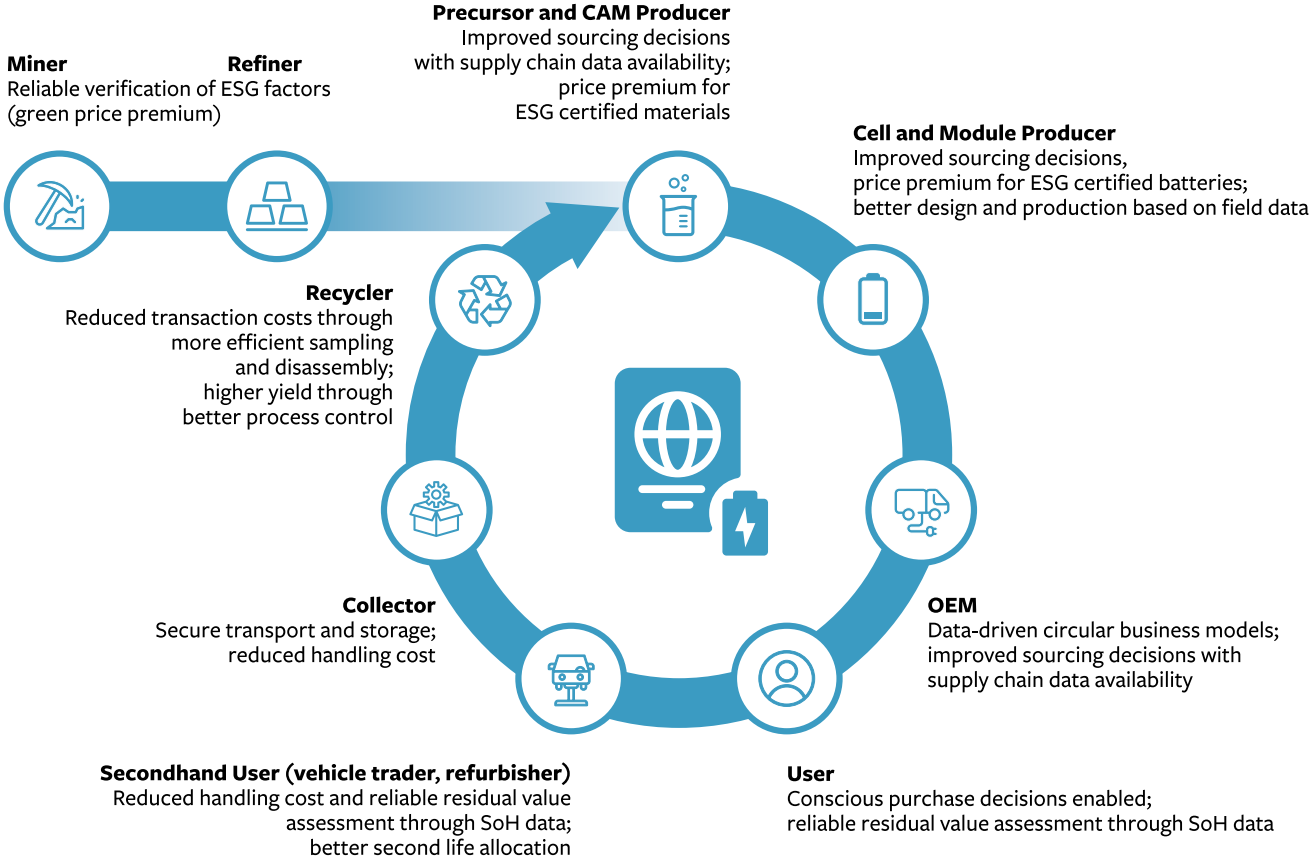 Miner
Refiner
Reliable verification of ESG factors
(green price premium)
Precursor and CAM Producer
Improved sourcing decisions
with supply chain data availability;
price premium for
ESG certified materials
Cell and Module Producer
Improved sourcing decisions,
price premium for ESG certified batteries;
better design and production based on field data
OEM
Data-driven circular business models;
improved sourcing decisions with
supply chain data availability
User
Conscious purchase decisions enabled;
reliable residual value assessment through SoH data
Secondhand User (vehicle trader, refurbisher)
Reduced handling cost and reliable residual value
assessment through SoH data;
better second life allocation
Collector
Secure transport and storage;
reduced handling cost
Recycler
Reduced transaction costs through
more efficient sampling
and disassembly;
higher yield through
better process control